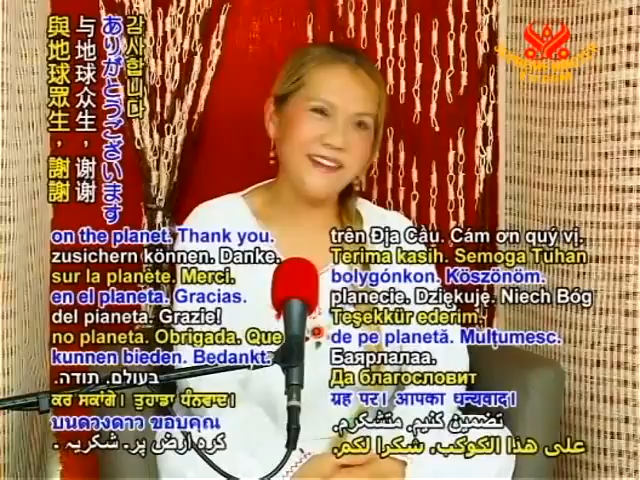 감사합니다
ありがとうございます
与地球众生，谢谢
與地球眾生，謝謝
on the planet. Thank you.
zusichern können. Danke.
sur la planète. Merci.
en el planeta. Gracias.
del pianeta. Grazie!
no planeta. Obrigada. Que
kunnen bieden. Bedankt.
בעולם. תודה.
ਕਰ ਸਕਾਂਗੇ। ਤੁਹਾਡਾ ਧੰਨਵਾਦ।
บนดวงดาว ขอบคุณ
کره ارض پر. شکریہ.
trên Địa Cầu. Cám ơn quý vị.
Terima kasih. Semoga Tuhan
bolygónkon. Köszönöm.
planecie. Dziękuję. Niech Bóg
Teşekkür ederim.
de pe planetă. Mulțumesc.
Баярлалаа.
Да благословит
ग्रह पर। आपका धन्यवाद।
تضمین کنیم. متشکرم.
على هذا الكوكب. شكرا لكم.